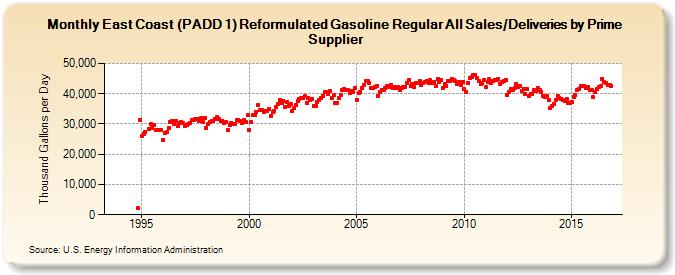 Monthly East Coast (PADD 1) Reformulated Gasoline Regular All Sales/Deliveries by Prime
Supplier
Thousand Gallons per Day
50,000
40,000
30,000
20,000
10,000
0
1995 2000 2005 2010 2015
Source: U.S. Energy Information Administration